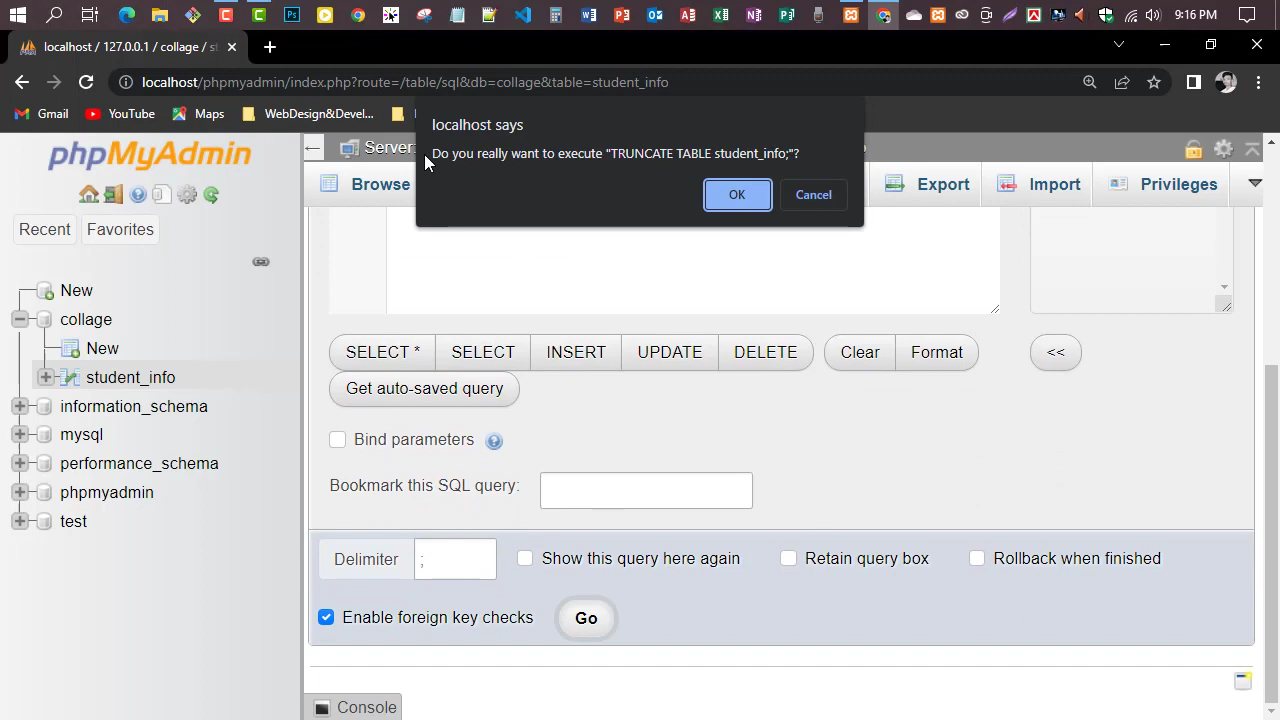 9:16 PM
localhost / 127.0.0.1 / collage / st
localhost/phpmyadmin/index.php?route=/table/sql&db=collage&table=student_info
Gmail YouTube Maps WebDesign&Devel...
localhost says
Do you really want to execute "TRUNCATE TABLE student_info;"?
OK Cancel
phpMyAdmin
Server:
Browse Export Import Privileges
Recent Favorites
New
collage
New
student_info
information_schema
mysql
performance_schema
phpmyadmin
test
SELECT * SELECT INSERT UPDATE DELETE Clear Format <<
Get auto-saved query
Bind parameters
Bookmark this SQL query:
Delimiter ; Show this query here again Retain query box Rollback when finished
Enable foreign key checks Go
Console